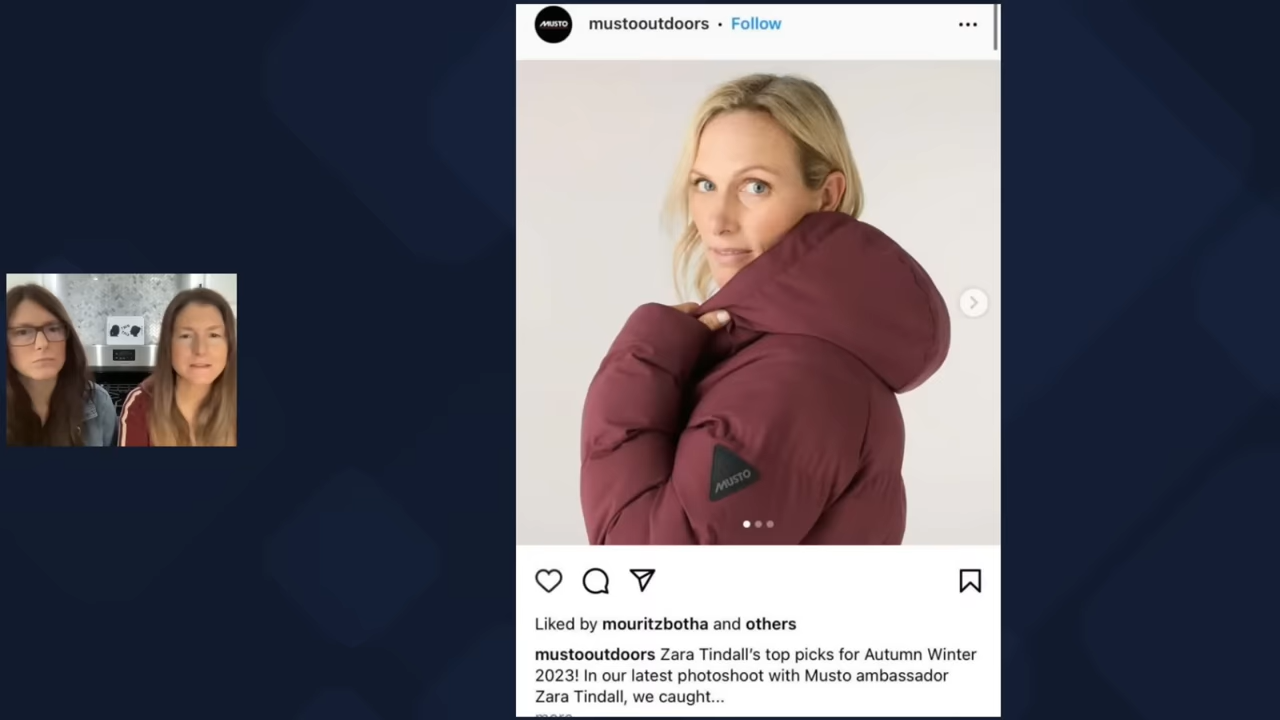 MUSTO
mustooutdoors • Follow
MUSTO
Liked by mouritzbotha and others
mustooutdoors Zara Tindall's top picks for Autumn Winter
2023! In our latest photoshoot with Musto ambassador
Zara Tindall, we caught...
more